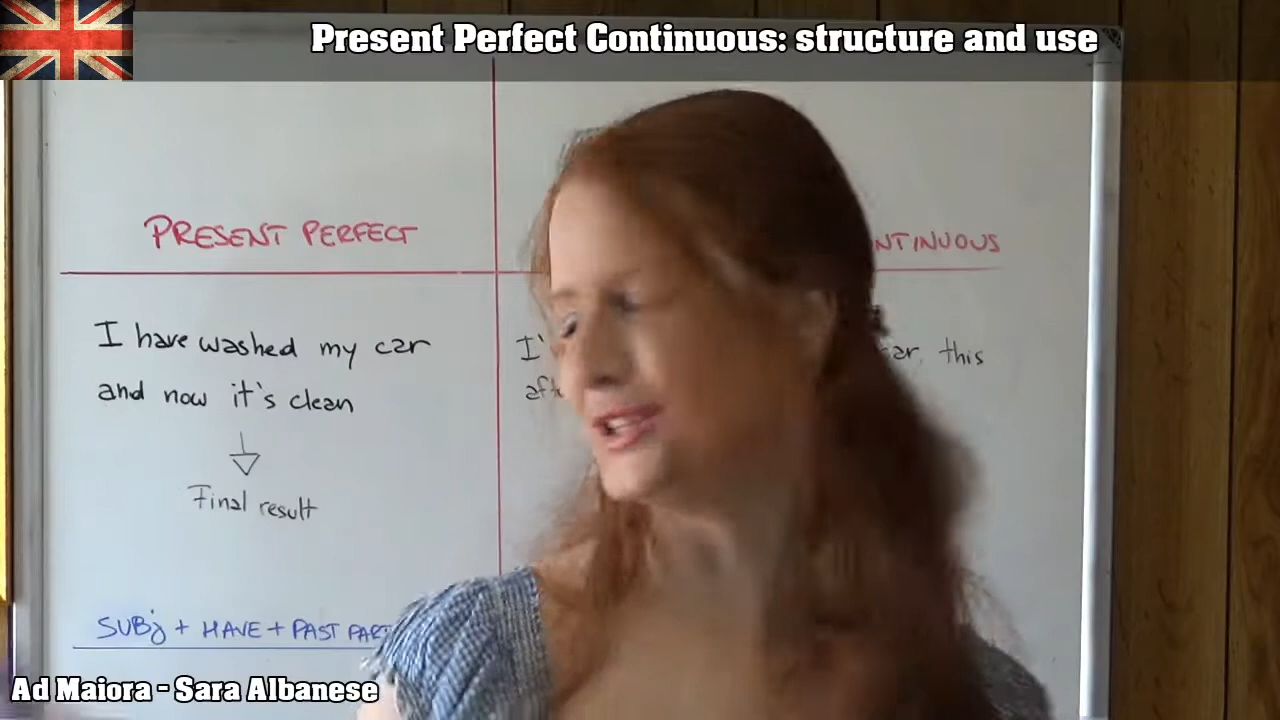 Present Perfect Continuous: structure and use
PRESENT PERFECT
NTINUOUS
I have washed my car
and now it's clean
Final result
I'
car, this
SUBj + HAVE + PAST PART
Ad Maiora - Sara Albanese